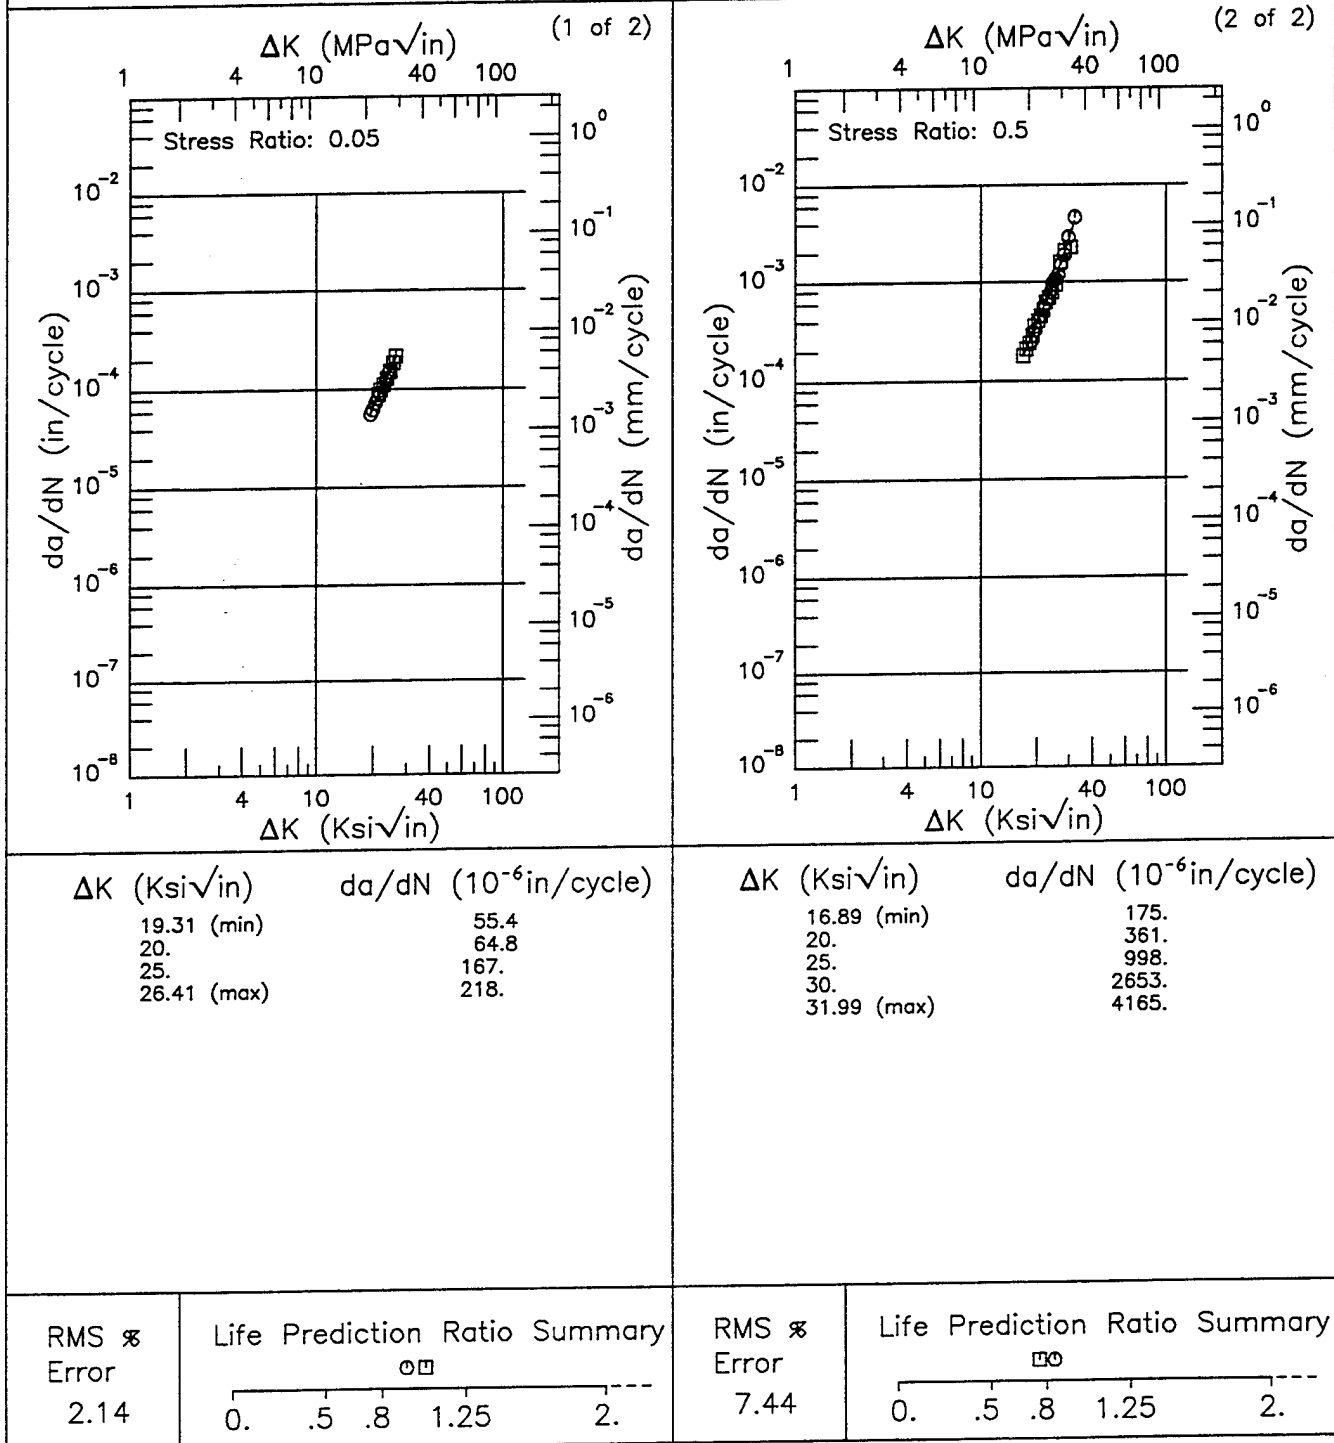 (1 of 2)
ΔK (MPa√in)
1 4 10 40 100
Stress Ratio: 0.05
da/dN (in/cycle)
10⁻²
10⁻³
10⁻⁴
10⁻⁵
10⁻⁶
10⁻⁷
10⁻⁸
10⁰
10⁻¹
10⁻²
10⁻³
10⁻⁴
10⁻⁵
10⁻⁶
da/dN (mm/cycle)
1 4 10 40 100
ΔK (Ksi√in)
ΔK (Ksi√in) da/dN (10⁻⁶in/cycle)
19.31 (min) 55.4
20. 64.8
25. 167.
26.41 (max) 218.
RMS % Error
2.14
Life Prediction Ratio Summary
0. .5 .8 1.25 2.
(2 of 2)
ΔK (MPa√in)
1 4 10 40 100
Stress Ratio: 0.5
da/dN (in/cycle)
10⁻²
10⁻³
10⁻⁴
10⁻⁵
10⁻⁶
10⁻⁷
10⁻⁸
10⁰
10⁻¹
10⁻²
10⁻³
10⁻⁴
10⁻⁵
10⁻⁶
da/dN (mm/cycle)
1 4 10 40 100
ΔK (Ksi√in)
ΔK (Ksi√in) da/dN (10⁻⁶in/cycle)
16.89 (min) 175.
20. 361.
25. 998.
30. 2653.
31.99 (max) 4165.
RMS %
Error
7.44
Life Prediction Ratio Summary
0. .5 .8 1.25 2.